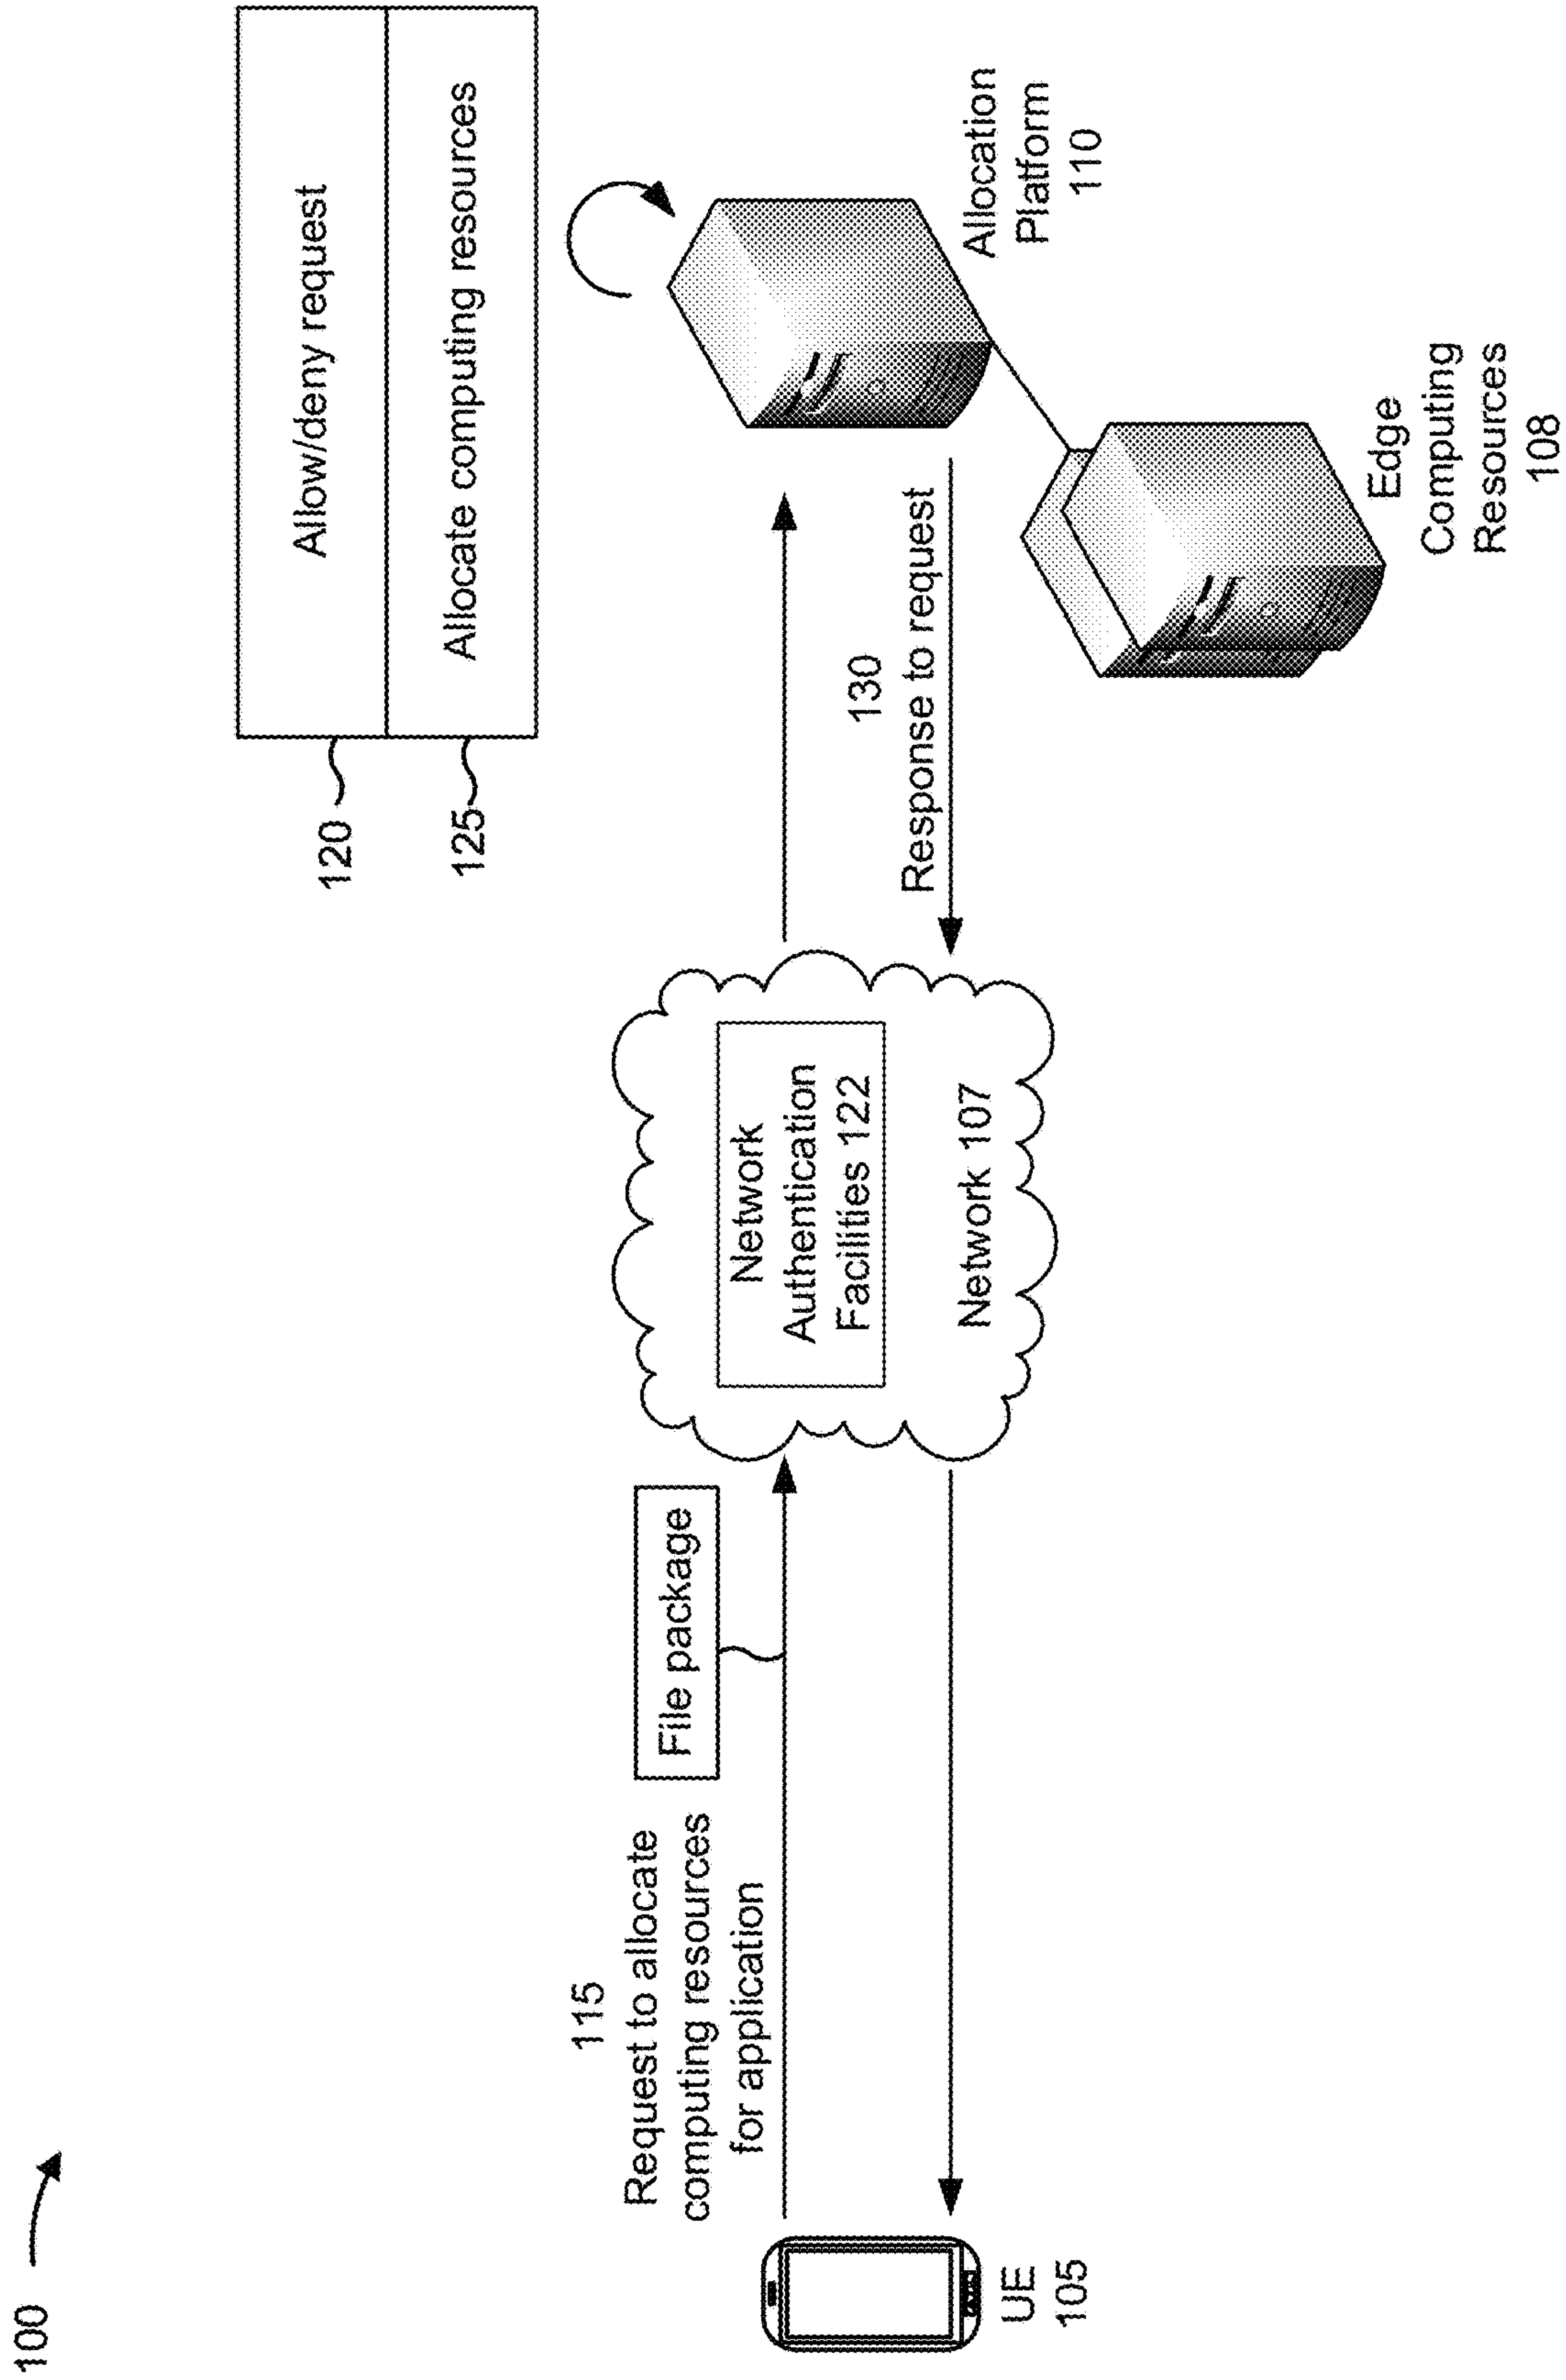 100
120
Allow/deny request
125
Allocate computing resources
115
Request to allocate
computing resources
for application
File package
Network
Authentication
Facilities 122
Network 107
130
Response to request
UE
105
Allocation
Platform
110
Edge
Computing
Resources
108